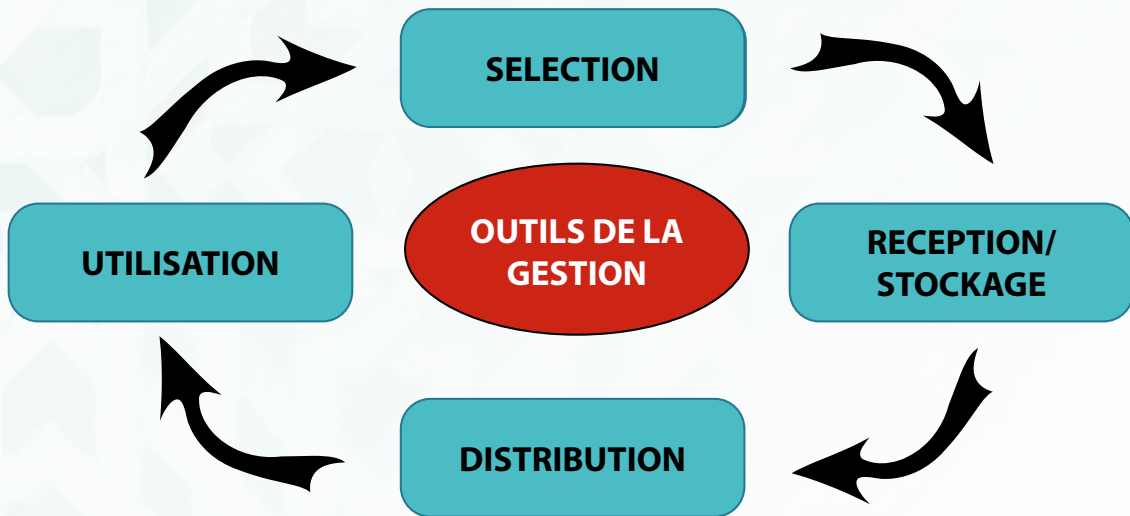 SELECTION
OUTILS DE LA
GESTION
RECEPTION/
STOCKAGE
UTILISATION
DISTRIBUTION